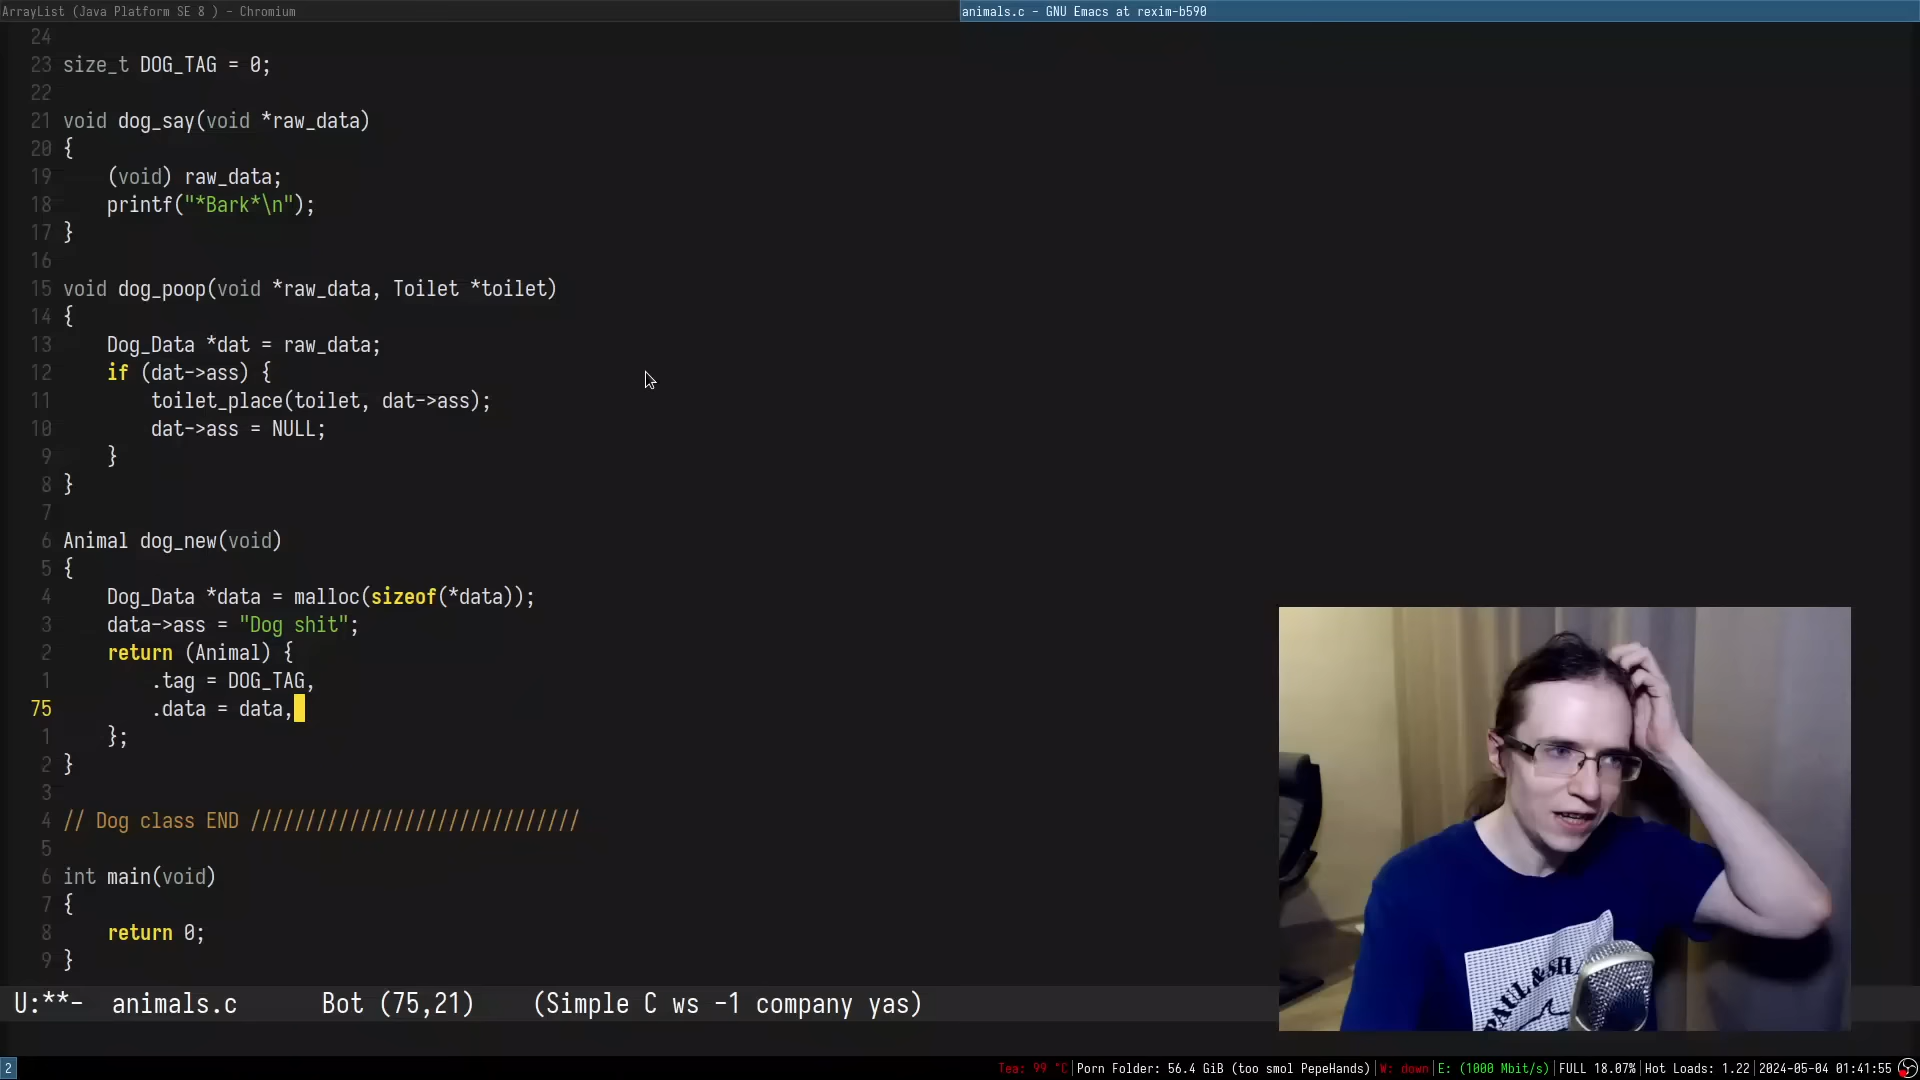 ArrayList (Java Platform SE 8 ) - Chromium
animals.c - GNU Emacs at rexim-b590
24
23 size_t DOG_TAG = 0;
22
21 void dog_say(void *raw_data)
20 {
19 (void) raw_data;
18 printf("*Bark*\n");
17 }
16
15 void dog_poop(void *raw_data, Toilet *toilet)
14 {
13 Dog_Data *dat = raw_data;
12 if (dat->ass) {
11 toilet_place(toilet, dat->ass);
10 dat->ass = NULL;
9 }
8 }
7
6 Animal dog_new(void)
5 {
4 Dog_Data *data = malloc(sizeof(*data));
3 data->ass = "Dog shit";
2 return (Animal) {
1 .tag = DOG_TAG,
75 .data = data,
1 };
2 }
3
4 // Dog class END //////////////////////////////
5
6 int main(void)
7 {
8 return 0;
9 }
PAUL & SH
U:**- animals.c Bot (75,21) (Simple C ws -1 company yas)
2
Tea: 99 °C|Porn Folder: 56.4 GiB (too smol PepeHands)|W: down|E: (1000 Mbit/s)|FULL 18.07%|Hot Loads: 1.22|2024-05-04 01:41:55